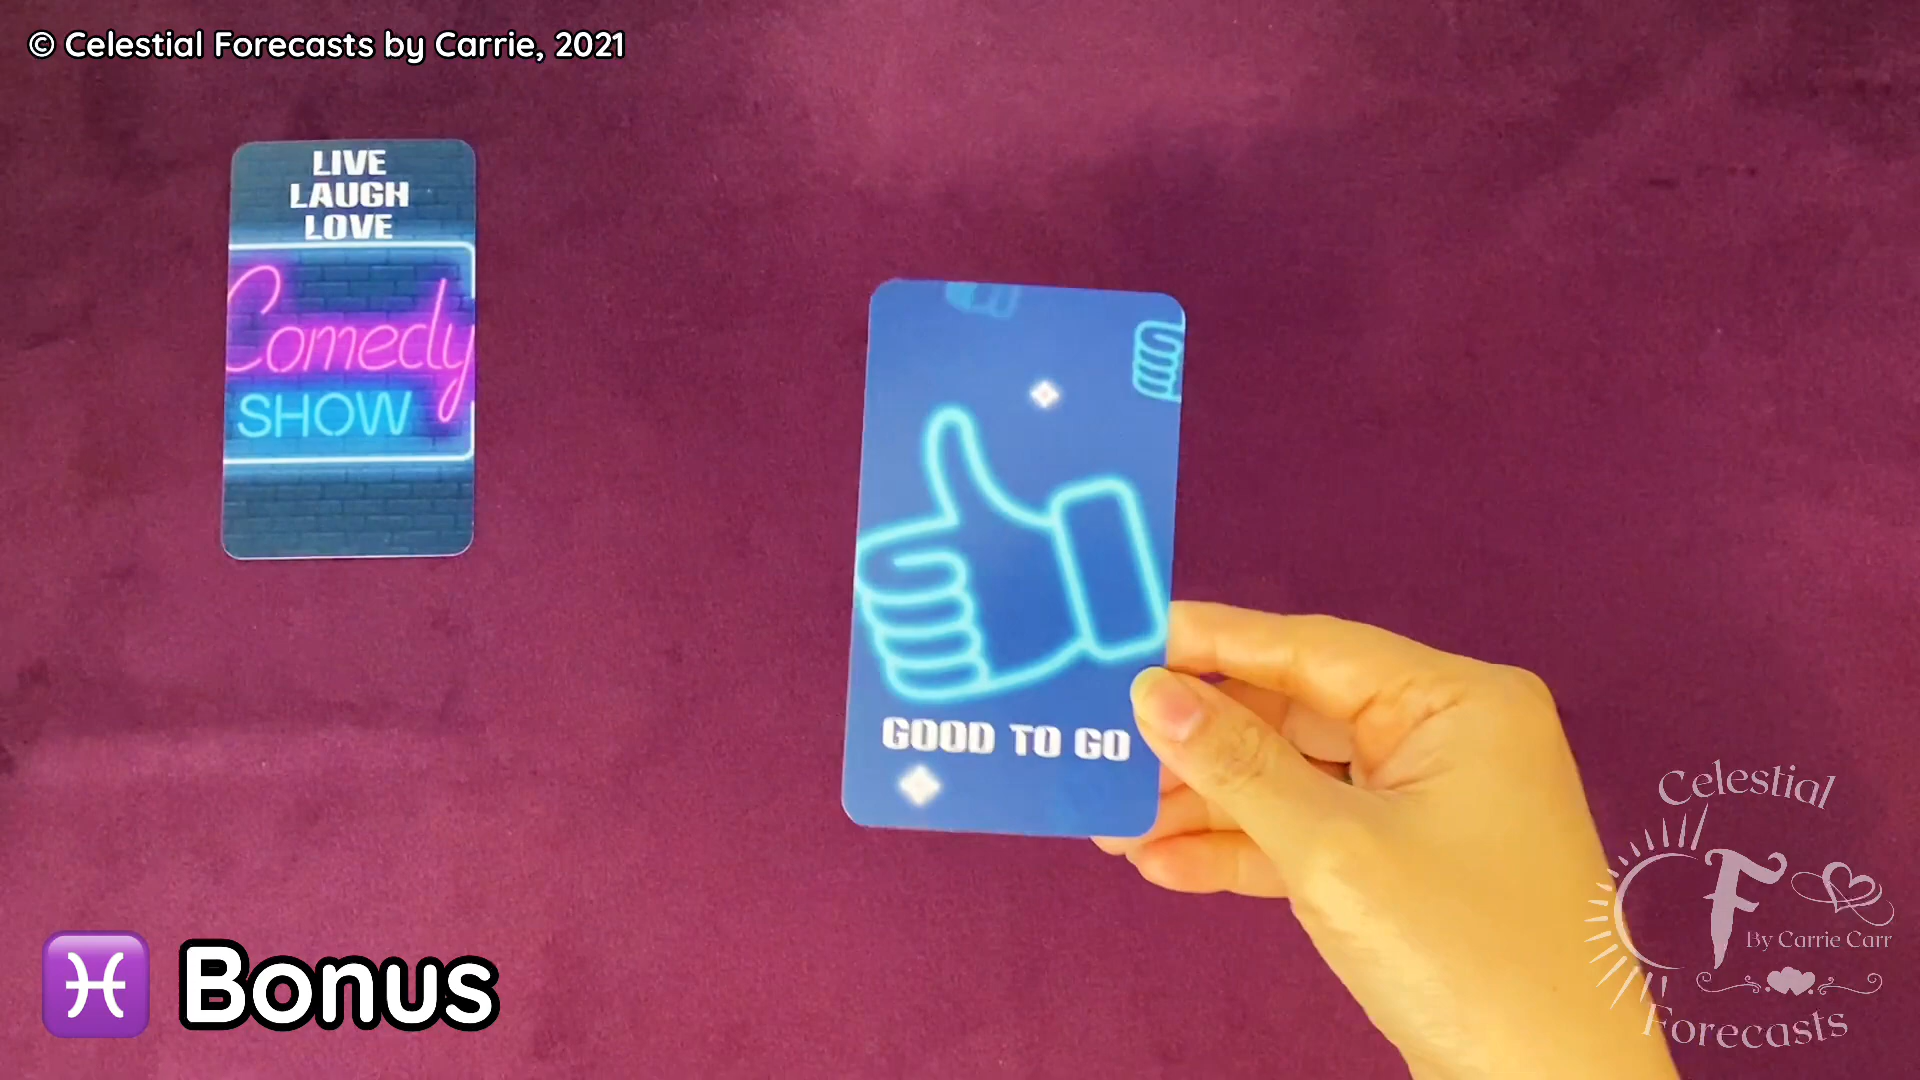 © Celestial Forecasts by Carrie, 2021
LIVE
LAUGH
LOVE
Comedy
SHOW
GOOD TO GO
♓ Bonus
Celestial
CF
By Carrie Carr
Forecasts